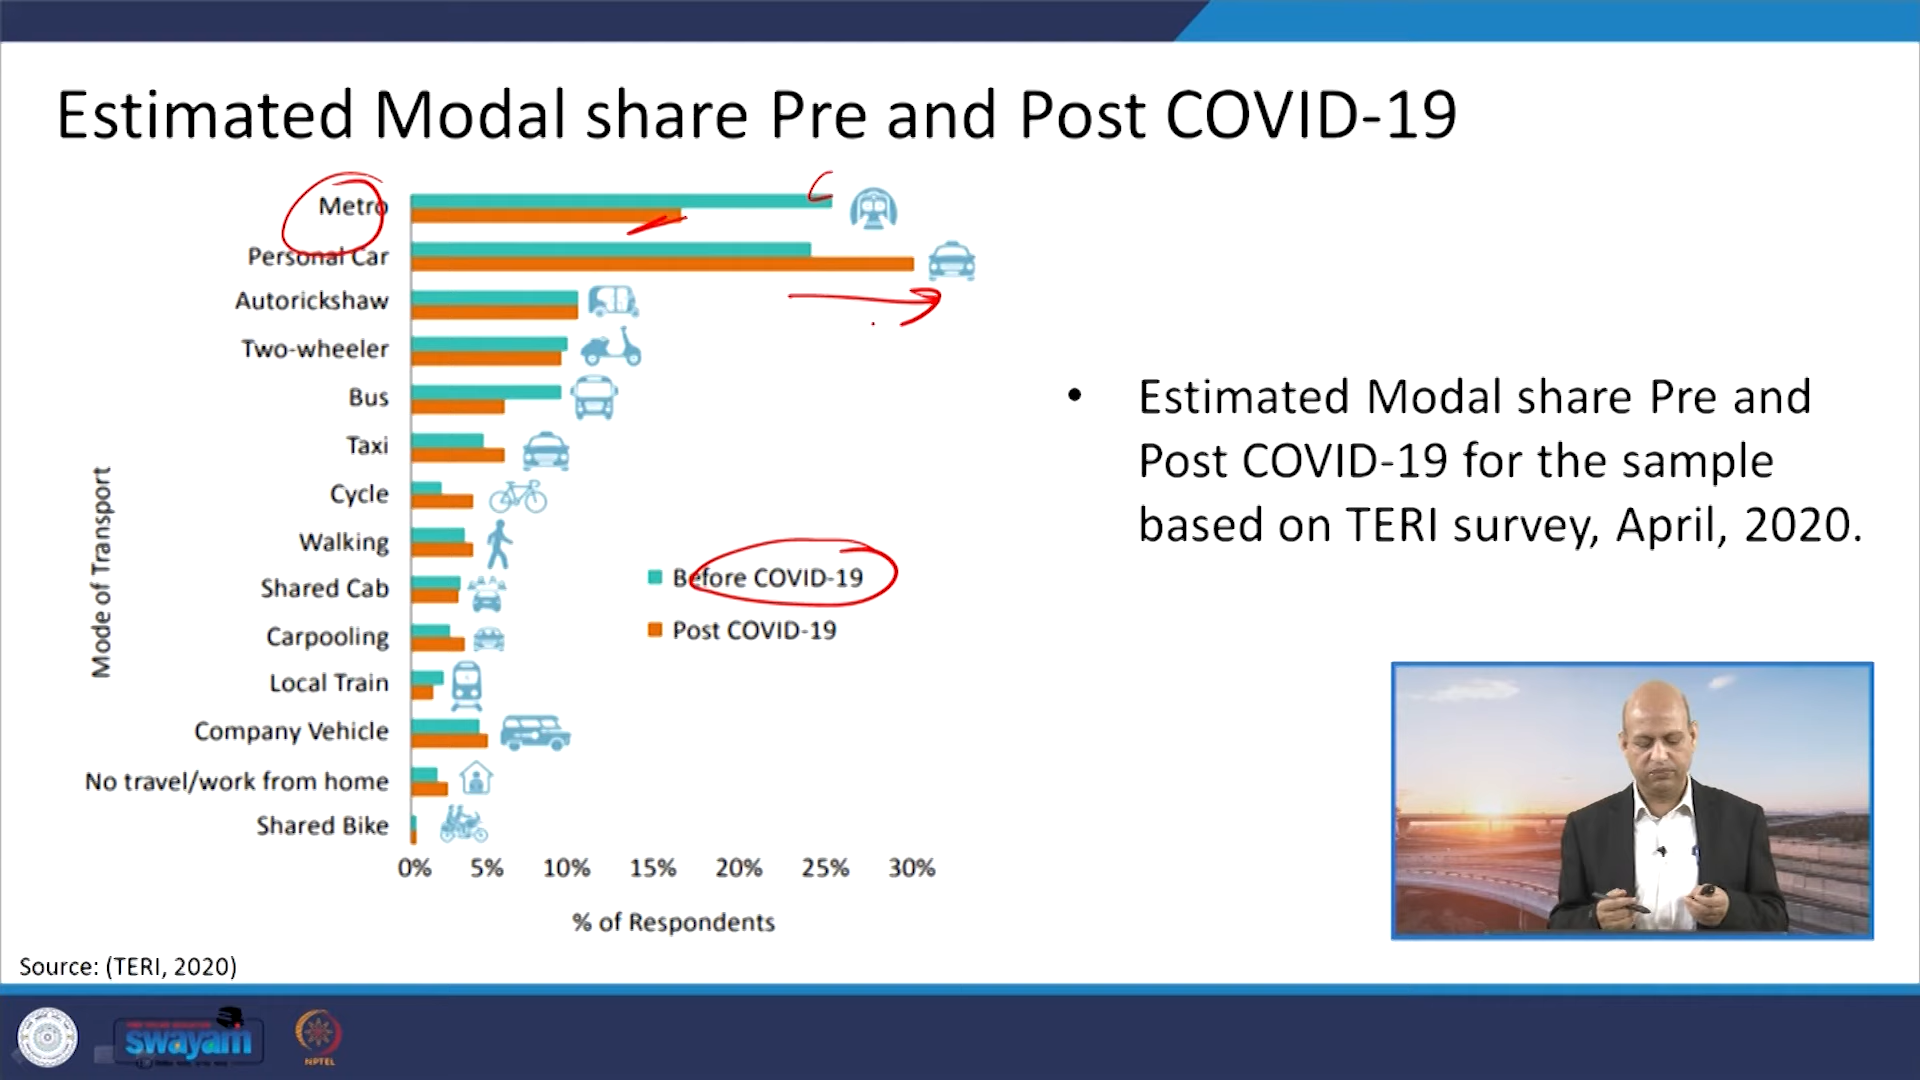 Estimated Modal share Pre and Post COVID-19
Metro
Personal Car
Autorickshaw
Two-wheeler
Bus
Taxi
Cycle
Walking
Shared Cab
Carpooling
Local Train
Company Vehicle
No travel/work from home
Shared Bike
Mode of Transport
Before COVID-19
Post COVID-19
0% 5% 10% 15% 20% 25% 30%
% of Respondents
• Estimated Modal share Pre and
Post COVID-19 for the sample
based on TERI survey, April, 2020.
Source: (TERI, 2020)
swayam
NPTEL